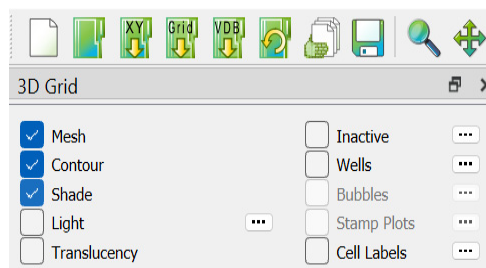 XY Grid VDB
3D Grid
Mesh
Contour
Shade
Light
Translucency
Inactive
Wells
Bubbles
Stamp Plots
Cell Labels